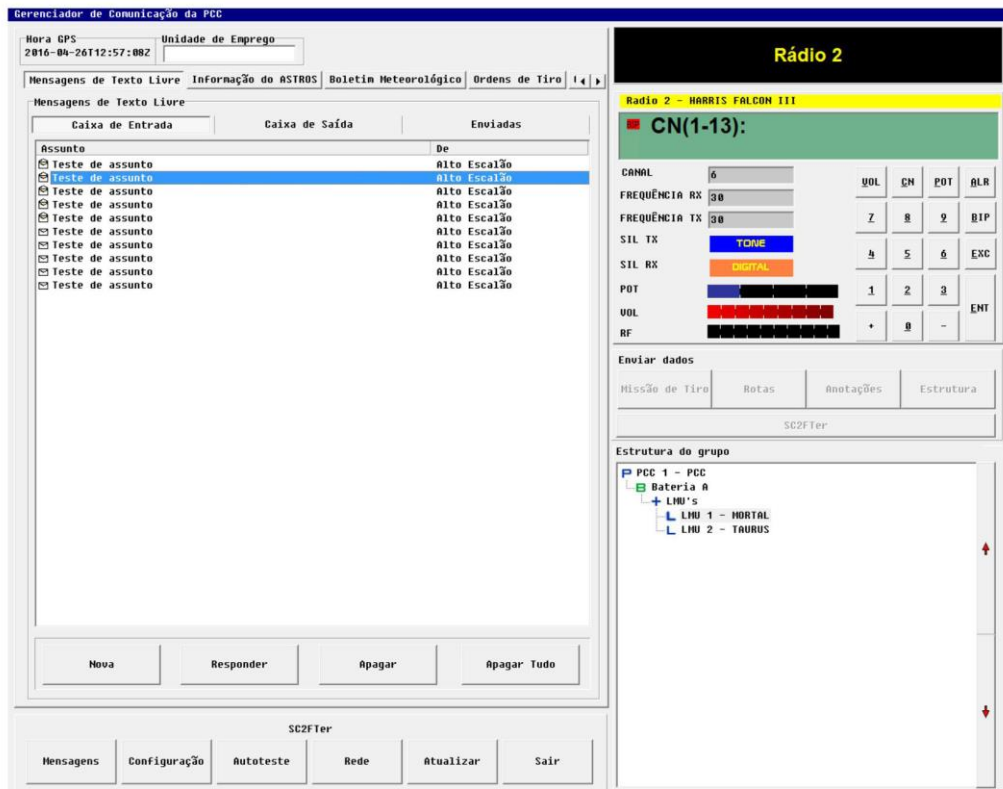 Gerenciador de Comunicação da PCC
Hora GPS
2016-04-26T12:57:08Z
Unidade de Emprego
Mensagens de Texto Livre Informação do ASTROS Boletim Meteorológico Ordens de Tiro
Mensagens de Texto Livre
Caixa de Entrada Caixa de Saída Enviadas
Assunto De
Teste de assunto Alto Escalão
Teste de assunto Alto Escalão
Teste de assunto Alto Escalão
Teste de assunto Alto Escalão
Teste de assunto Alto Escalão
Teste de assunto Alto Escalão
Teste de assunto Alto Escalão
Teste de assunto Alto Escalão
Teste de assunto Alto Escalão
Teste de assunto Alto Escalão
Nova Responder Apagar Apagar Tudo
SC2FTer
Mensagens Configuração Autoteste Rede Atualizar Sair
Rádio 2
Radio 2 - HARRIS FALCON III
CN(1-13):
CANAL 6
FREQUÊNCIA RX 30
FREQUÊNCIA TX 30
SIL TX TONE
SIL RX DIGITAL
POT
VOL
RF
VOL CN POT ALR
7 8 9 BIP
4 5 6 EXC
1 2 3 ENT
+ 0 -
Enviar dados
Missão de Tiro Rotas Anotações Estrutura
SC2FTer
Estrutura do grupo
PCC 1 - PCC
Bateria A
LMU's
LMU 1 - MORTAL
LMU 2 - TAURUS